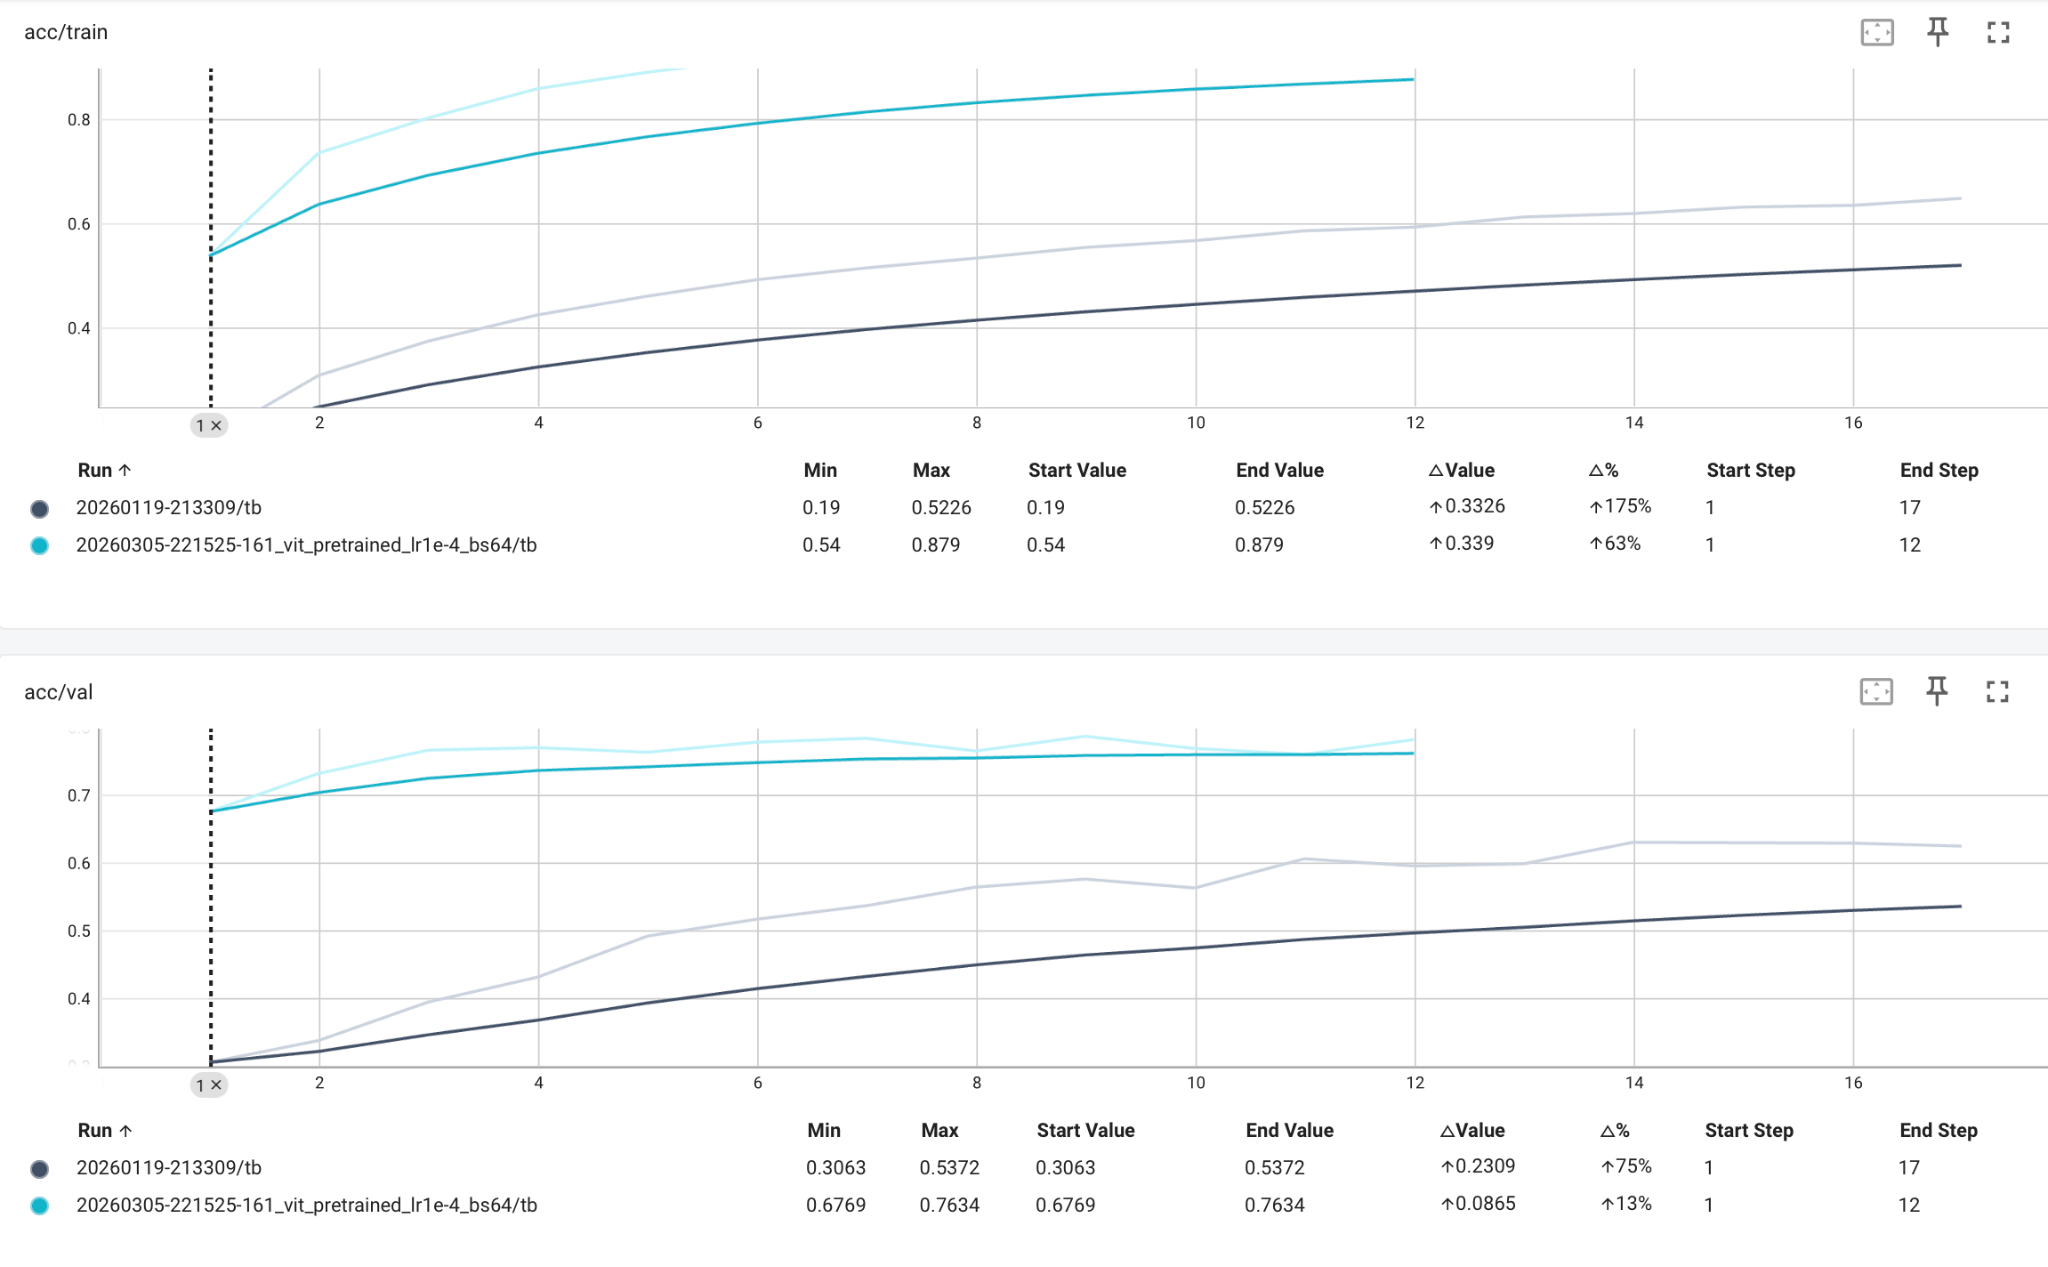 acc/train
0.8
0.6
0.4
1 × 2 4 6 8 10 12 14 16
Run ↑ Min Max Start Value End Value △Value △% Start Step End Step
20260119-213309/tb 0.19 0.5226 0.19 0.5226 ↑0.3326 ↑175% 1 17
20260305-221525-161_vit_pretrained_lr1e-4_bs64/tb 0.54 0.879 0.54 0.879 ↑0.339 ↑63% 1 12
acc/val
0.7
0.6
0.5
0.4
1 × 2 4 6 8 10 12 14 16
Run ↑ Min Max Start Value End Value △Value △% Start Step End Step
20260119-213309/tb 0.3063 0.5372 0.3063 0.5372 ↑0.2309 ↑75% 1 17
20260305-221525-161_vit_pretrained_lr1e-4_bs64/tb 0.6769 0.7634 0.6769 0.7634 ↑0.0865 ↑13% 1 12